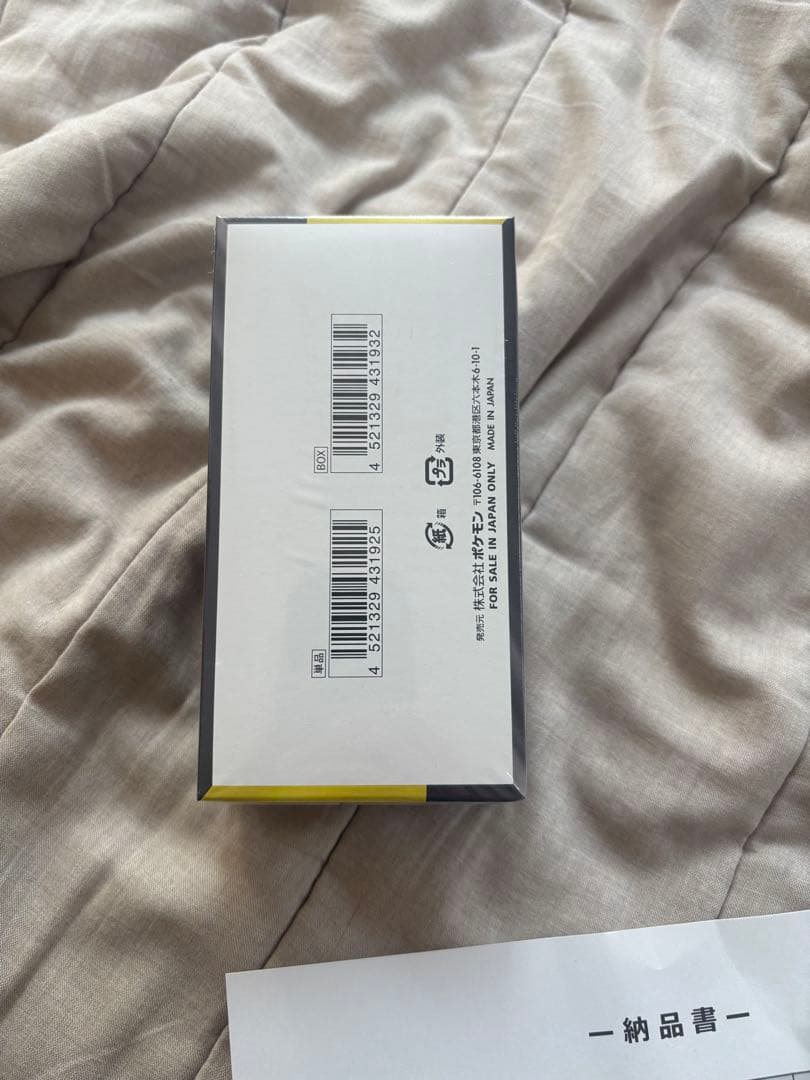 単品
4 521329 431925
BOX
4 521329 431932
紙 箱
プラ 外装
発売元 株式会社 ポケモン 〒106-6108 東京都港区六本木6-10-1
FOR SALE IN JAPAN ONLY MADE IN JAPAN
ー納品書ー